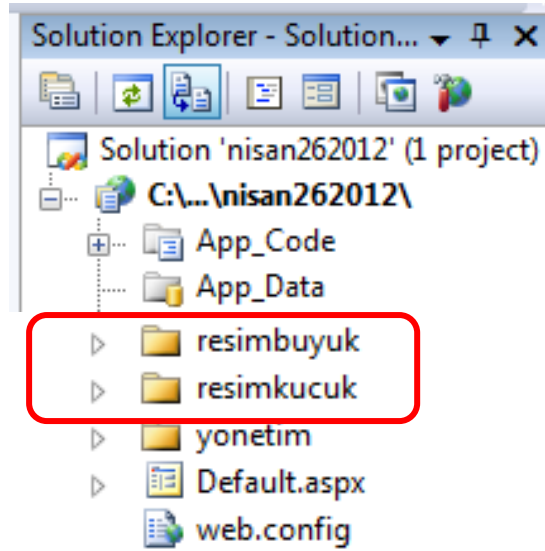 Solution Explorer - Solution...
Solution 'nisan262012' (1 project)
C:\...\nisan262012\
App_Code
App_Data
resimbuyuk
resimkucuk
yonetim
Default.aspx
web.config